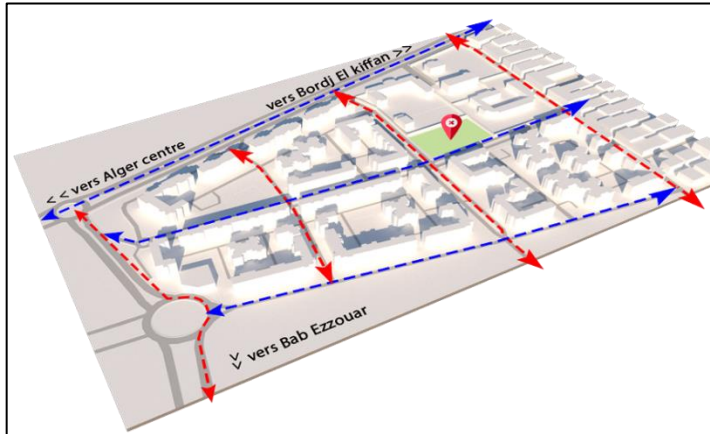 vers Bordj El kiffan >>
<< vers Alger centre
>> vers Bab Ezzouar